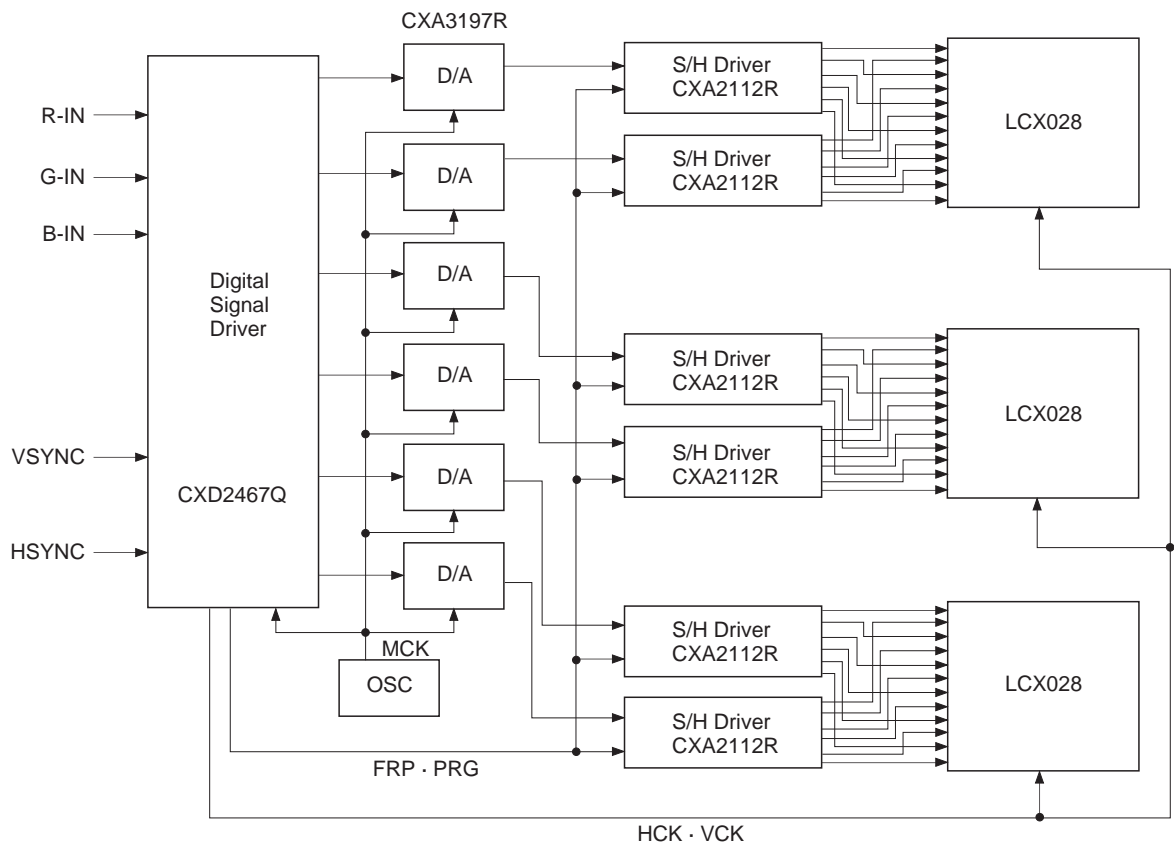 CXA3197R
D/A
S/H Driver
CXA2112R
LCX028
R-IN
D/A
S/H Driver
CXA2112R
G-IN
B-IN
D/A
Digital
Signal
Driver
S/H Driver
CXA2112R
LCX028
D/A
S/H Driver
CXA2112R
VSYNC
D/A
CXD2467Q
HSYNC
D/A
S/H Driver
CXA2112R
LCX028
MCK
OSC
S/H Driver
CXA2112R
FRP · PRG
HCK · VCK